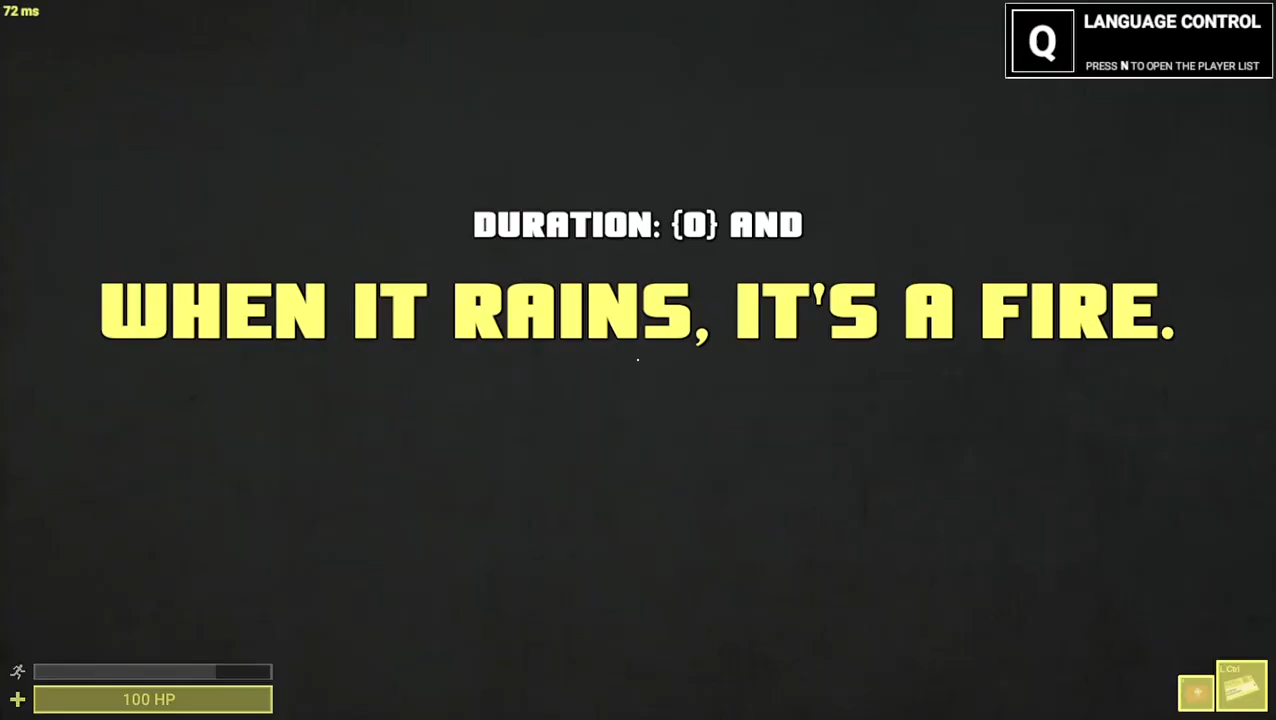 72 ms
Q
LANGUAGE CONTROL
PRESS N TO OPEN THE PLAYER LIST
DURATION: {0} AND
WHEN IT RAINS, IT'S A FIRE.
100 HP
L Ctrl